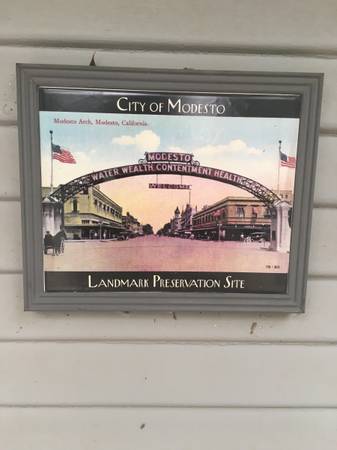 CITY OF MODESTO
Modesto Arch, Modesto, California.
MODESTO
WATER WEALTH CONTENTMENT HEALTH
WELCOME
LANDMARK PRESERVATION SITE